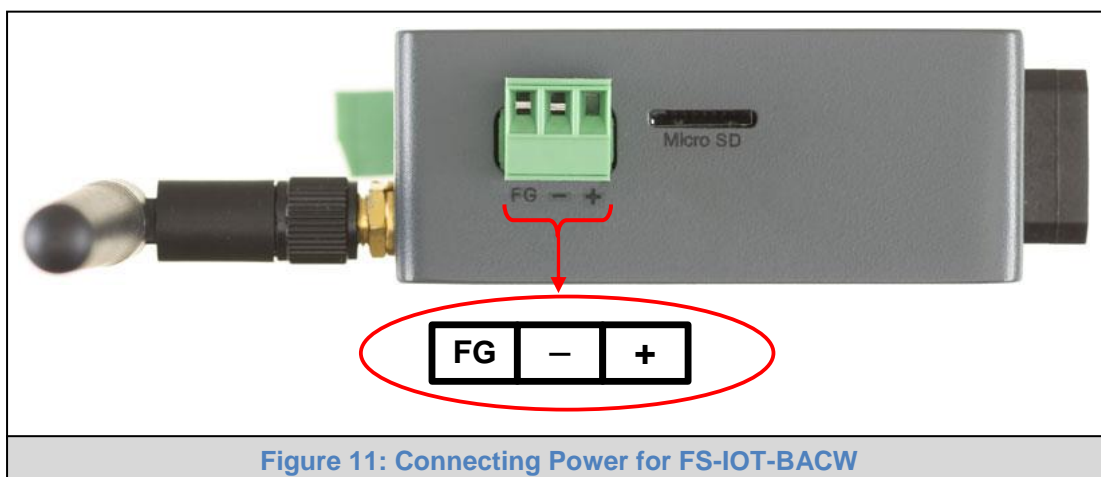 Micro SD
FG - +
FG - +
Figure 11: Connecting Power for FS-IOT-BACW